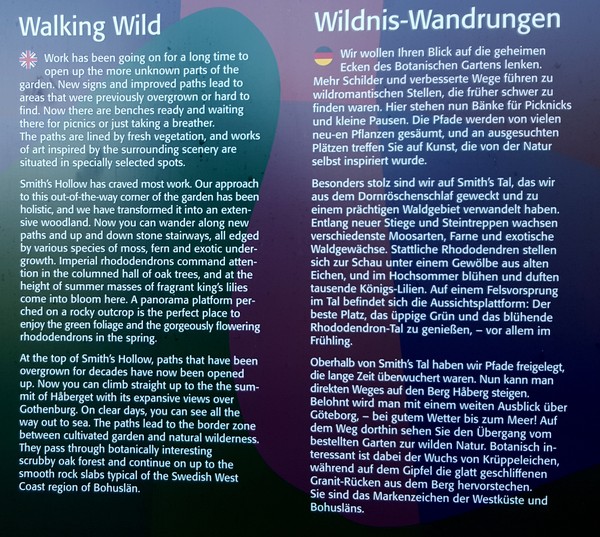 Walking Wild
Work has been going on for a long time to
open up the more unknown parts of the
garden. New signs and improved paths lead to
areas that were previously overgrown or hard to
find. Now there are benches ready and waiting
there for picnics or just taking a breather.
The paths are lined by fresh vegetation, and works
of art inspired by the surrounding scenery are
situated in specially selected spots.
Smith's Hollow has craved most work. Our approach
to this out-of-the-way corner of the garden has been
holistic, and we have transformed it into an exten-
sive woodland. Now you can wander along new
paths and up and down stone stairways, all edged
by various species of moss, fern and exotic under-
growth. Imperial rhododendrons command atten-
tion in the columned hall of oak trees, and at the
height of summer masses of fragrant king's lilies
come into bloom here. A panorama platform per-
ched on a rocky outcrop is the perfect place to
enjoy the green foliage and the gorgeously flowering
rhododendrons in the spring.
At the top of Smith's Hollow, paths that have been
overgrown for decades have now been opened
up. Now you can climb straight up to the the sum-
mit of Håberget with its expansive views over
Gothenburg. On clear days, you can see all the
way out to sea. The paths lead to the border zone
between cultivated garden and natural wilderness.
They pass through botanically interesting
scrubby oak forest and continue on up to the
smooth rock slabs typical of the Swedish West
Coast region of Bohuslän.
Wildnis-Wandrungen
Wir wollen Ihren Blick auf die geheimen
Ecken des Botanischen Gartens lenken.
Mehr Schilder und verbesserte Wege führen zu
wildromantischen Stellen, die früher schwer zu
finden waren. Hier stehen nun Bänke für Picknicks
und kleine Pausen. Die Pfade werden von vielen
neu-en Pflanzen gesäumt, und an ausgesuchten
Plätzen treffen Sie auf Kunst, die von der Natur
selbst inspiriert wurde.
Besonders stolz sind wir auf Smith's Tal, das wir
aus dem Dornröschenschlaf geweckt und zu
einem prächtigen Waldgebiet verwandelt haben.
Entlang neuer Stiege und Steintreppen wachsen
verschiedenste Moosarten, Farne und exotische
Waldgewächse. Stattliche Rhododendren stellen
sich zur Schau unter einem Gewölbe aus alten
Eichen, und im Hochsommer blühen und duften
tausende Königs-Lilien. Auf einem Felsvorsprung
im Tal befindet sich die Aussichtsplattform: Der
beste Platz, das üppige Grün und das blühende
Rhododendron-Tal zu genießen, – vor allem im
Frühling.
Oberhalb von Smith's Tal haben wir Pfade freigelegt,
die lange Zeit überwuchert waren. Nun kann man
direkten Weges auf den Berg Håberg steigen.
Belohnt wird man mit einem weiten Ausblick über
Göteborg, – bei gutem Wetter bis zum Meer! Auf
dem Weg dorthin sehen Sie den Übergang vom
bestellten Garten zur wilden Natur. Botanisch in-
teressant ist dabei der Wuchs von Krüppeleichen,
während auf dem Gipfel die glatt geschliffenen
Granit-Rücken aus dem Berg hervorstechen.
Sie sind das Markenzeichen der Westküste und
Bohusläns.